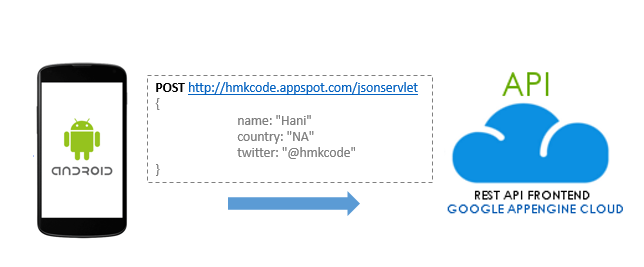 ANDROID
POST http://hmkcode.appspot.com/jsonservlet
{
name: "Hani"
country: "NA"
twitter: "@hmkcode"
}
API
REST API FRONTEND
GOOGLE APPENGINE CLOUD